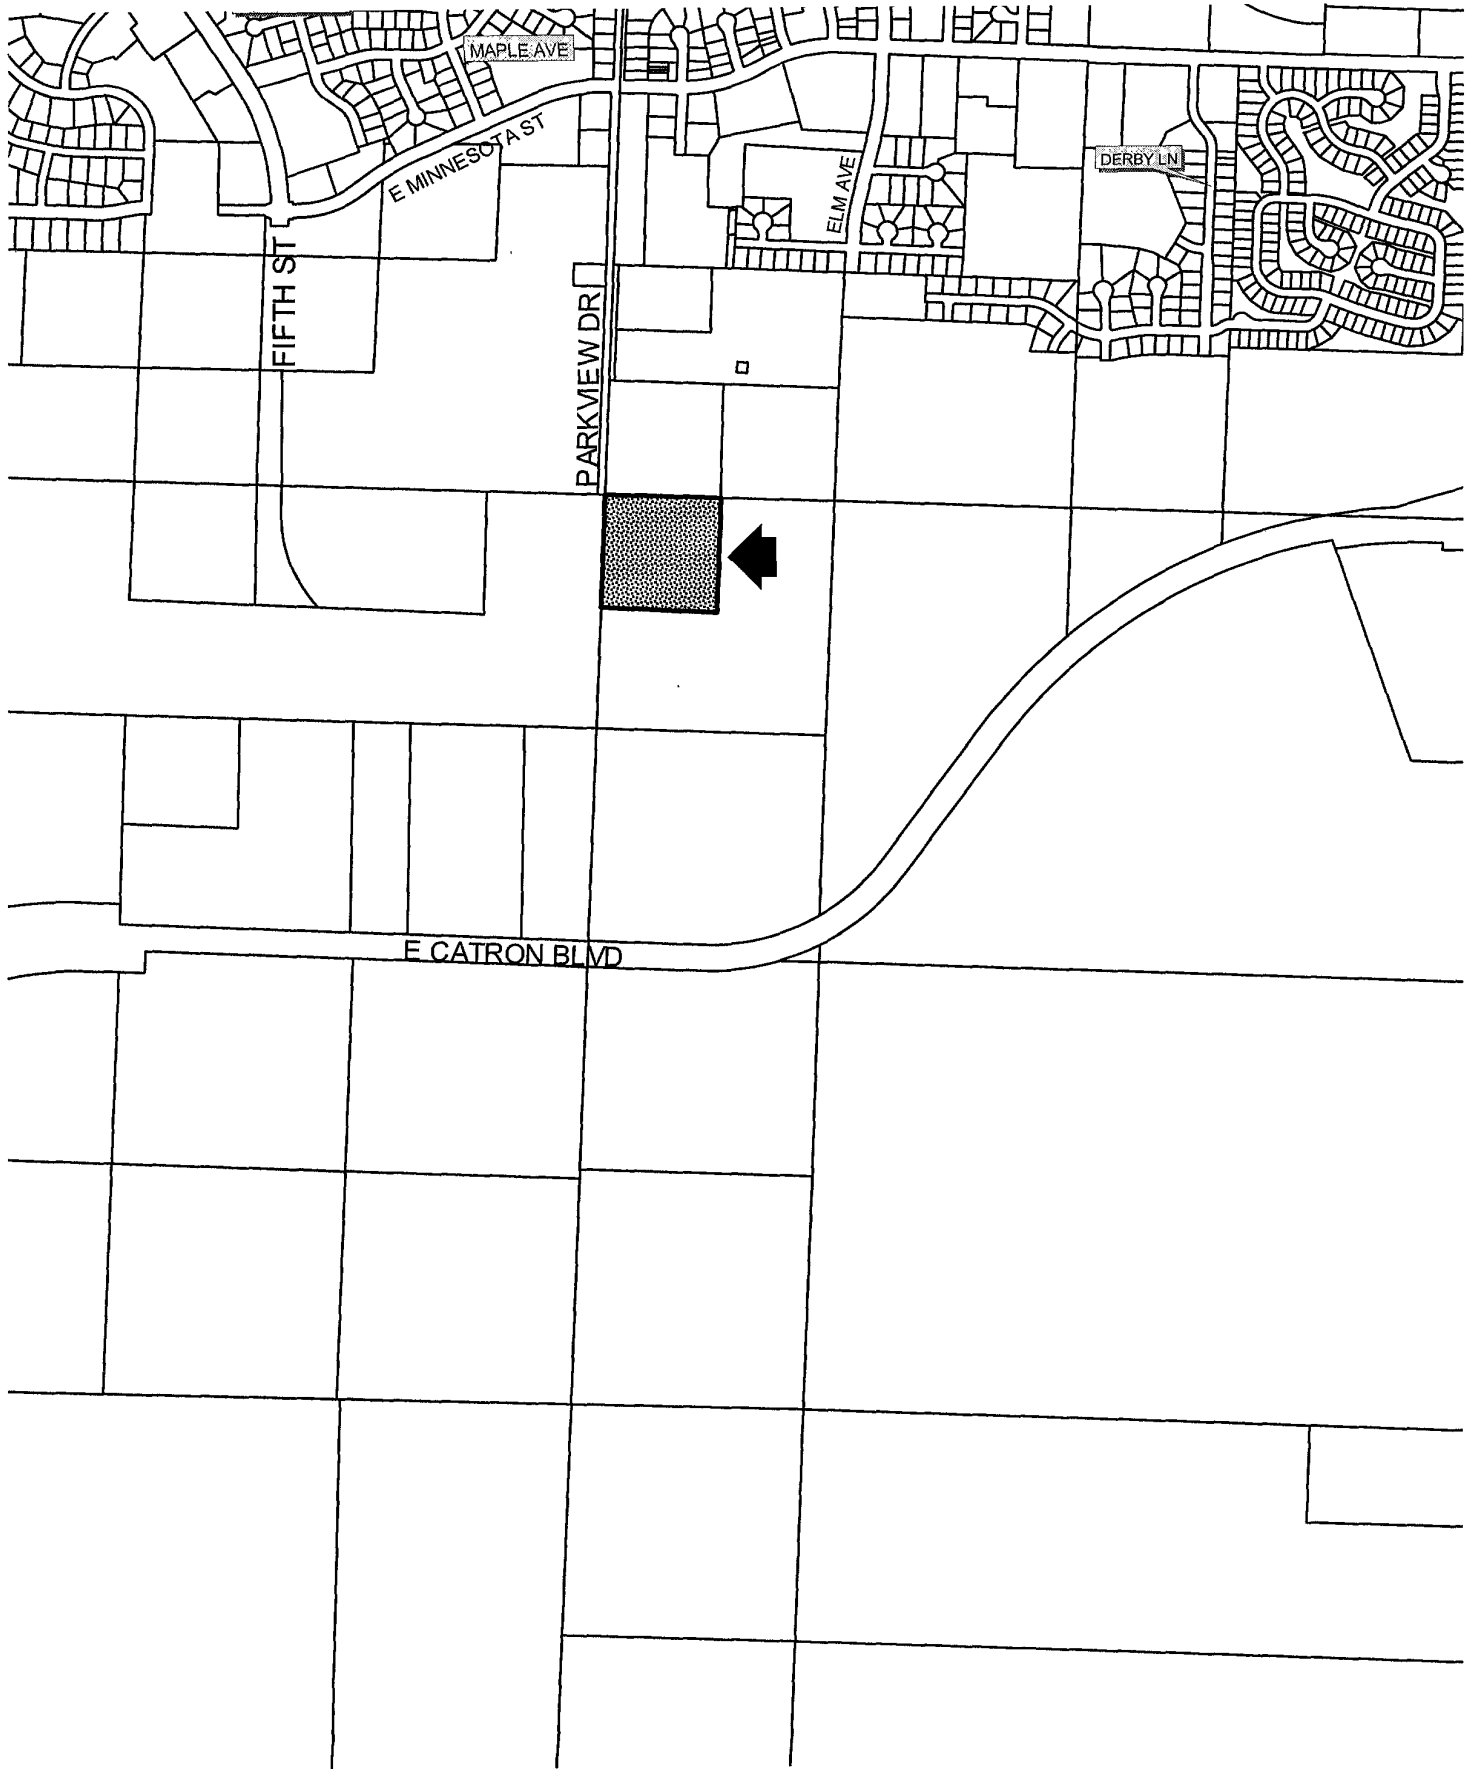 MAPLE AVE
E MINNESOTA ST
DERBY LN
ELM AVE
FIFTH ST
PARKVIEW DR
E CATRON BLVD